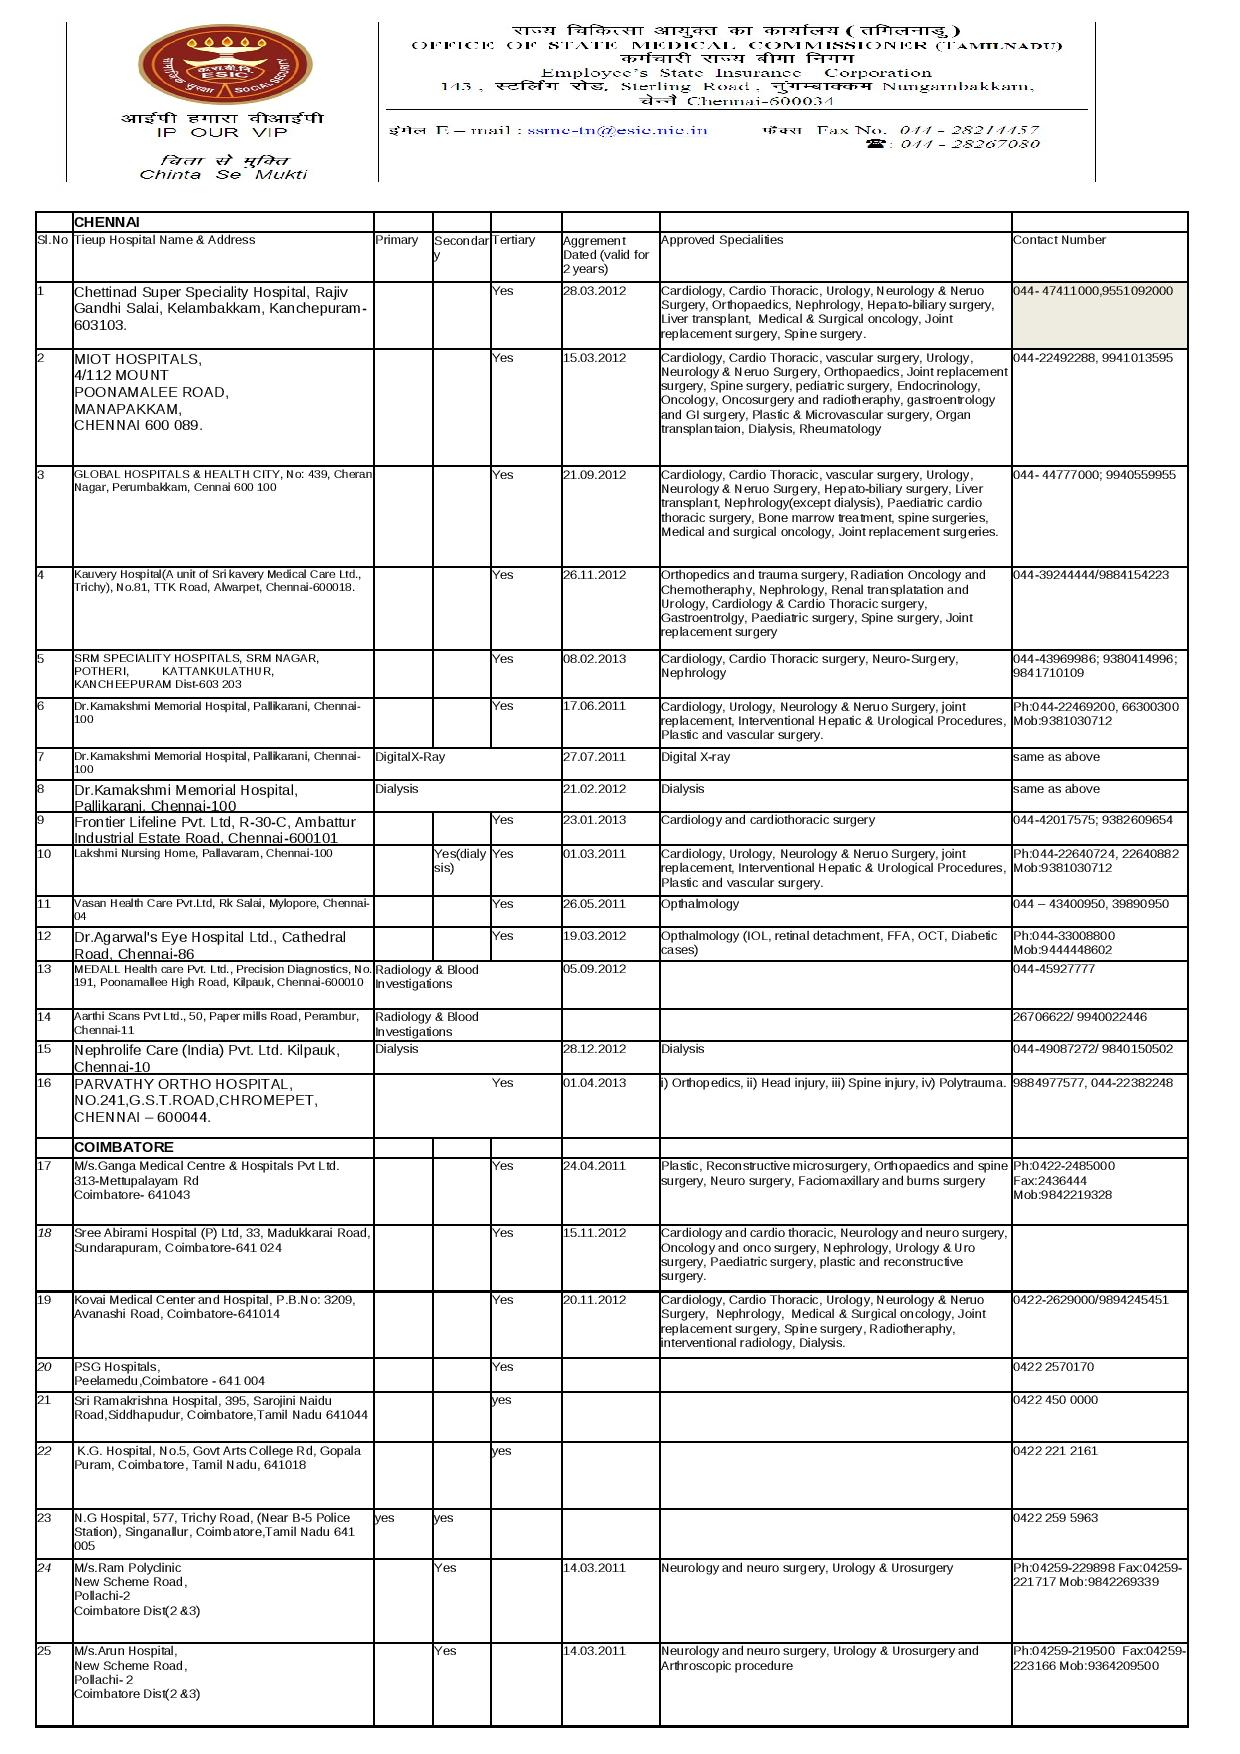 राज्य चिकित्सा आयुक्त का कार्यालय ( तमिलनाडु )
OFFICE OF STATE MEDICAL COMMISSIONER (TAMILNADU)
कर्मचारी राज्य बीमा निगम
Employee's State Insurance Corporation
143 , स्टर्लिंग रोड, Sterling Road , नुंगम्बाक्कम Nungambakkam,
चेन्नै Chennai-600034
ESIC
SOCIAL SECURITY
आईपी हमारा वीआईपी
IP OUR VIP
चिंता से मुक्ति
Chinta Se Mukti
ईमेल E – mail : ssmc-tn@esic.nic.in फॅक्स Fax No. 044 – 28214457
☎: 044 – 28267080
CHENNAI
Sl.No Tieup Hospital Name & Address Primary Secondary Tertiary Aggrement Dated (valid for 2 years) Approved Specialities Contact Number
1 Chettinad Super Speciality Hospital, Rajiv Gandhi Salai, Kelambakkam, Kanchepuram-603103. Yes 28.03.2012 Cardiology, Cardio Thoracic, Urology, Neurology & Neruo Surgery, Orthopaedics, Nephrology, Hepato-biliary surgery, Liver transplant, Medical & Surgical oncology, Joint replacement surgery, Spine surgery. 044- 47411000,9551092000
2 MIOT HOSPITALS, 4/112 MOUNT POONAMALEE ROAD, MANAPAKKAM, CHENNAI 600 089. Yes 15.03.2012 Cardiology, Cardio Thoracic, vascular surgery, Urology, Neurology & Neruo Surgery, Orthopaedics, Joint replacement surgery, Spine surgery, pediatric surgery, Endocrinology, Oncology, Oncosurgery and radiotheraphy, gastroentrology and GI surgery, Plastic & Microvascular surgery, Organ transplantaion, Dialysis, Rheumatology 044-22492288, 9941013595
3 GLOBAL HOSPITALS & HEALTH CITY, No: 439, Cheran Nagar, Perumbakkam, Cennai 600 100 Yes 21.09.2012 Cardiology, Cardio Thoracic, vascular surgery, Urology, Neurology & Neruo Surgery, Hepato-biliary surgery, Liver transplant, Nephrology(except dialysis), Paediatric cardio thoracic surgery, Bone marrow treatment, spine surgeries, Medical and surgical oncology, Joint replacement surgeries. 044- 44777000; 9940559955
4 Kauvery Hospital(A unit of Sri kavery Medical Care Ltd., Trichy), No.81, TTK Road, Alwarpet, Chennai-600018. Yes 26.11.2012 Orthopedics and trauma surgery, Radiation Oncology and Chemotheraphy, Nephrology, Renal transplatation and Urology, Cardiology & Cardio Thoracic surgery, Gastroentrolgy, Paediatric surgery, Spine surgery, Joint replacement surgery 044-39244444/9884154223
5 SRM SPECIALITY HOSPITALS, SRM NAGAR, POTHERI, KATTANKULATHUR, KANCHEEPURAM Dist-603 203 Yes 08.02.2013 Cardiology, Cardio Thoracic surgery, Neuro-Surgery, Nephrology 044-43969986; 9380414996; 9841710109
6 Dr.Kamakshmi Memorial Hospital, Pallikarani, Chennai-100 Yes 17.06.2011 Cardiology, Urology, Neurology & Neruo Surgery, joint replacement, Interventional Hepatic & Urological Procedures, Plastic and vascular surgery. Ph:044-22469200, 66300300 Mob:9381030712
7 Dr.Kamakshmi Memorial Hospital, Pallikarani, Chennai-100 DigitalX-Ray 27.07.2011 Digital X-ray same as above
8 Dr.Kamakshmi Memorial Hospital, Pallikarani, Chennai-100 Dialysis 21.02.2012 Dialysis same as above
9 Frontier Lifeline Pvt. Ltd, R-30-C, Ambattur Industrial Estate Road, Chennai-600101 Yes 23.01.2013 Cardiology and cardiothoracic surgery 044-42017575; 9382609654
10 Lakshmi Nursing Home, Pallavaram, Chennai-100 Yes(dialysis) Yes 01.03.2011 Cardiology, Urology, Neurology & Neruo Surgery, joint replacement, Interventional Hepatic & Urological Procedures, Plastic and vascular surgery. Ph:044-22640724, 22640882 Mob:9381030712
11 Vasan Health Care Pvt.Ltd, Rk Salai, Mylopore, Chennai-04 Yes 26.05.2011 Opthalmology 044 – 43400950, 39890950
12 Dr.Agarwal's Eye Hospital Ltd., Cathedral Road, Chennai-86 Yes 19.03.2012 Opthalmology (IOL, retinal detachment, FFA, OCT, Diabetic cases) Ph:044-33008800 Mob:9444448602
13 MEDALL Health care Pvt. Ltd., Precision Diagnostics, No. 191, Poonamallee High Road, Kilpauk, Chennai-600010 Radiology & Blood Investigations 05.09.2012 044-45927777
14 Aarthi Scans Pvt Ltd., 50, Paper mills Road, Perambur, Chennai-11 Radiology & Blood Investigations 26706622/ 9940022446
15 Nephrolife Care (India) Pvt. Ltd. Kilpauk, Chennai-10 Dialysis 28.12.2012 Dialysis 044-49087272/ 9840150502
16 PARVATHY ORTHO HOSPITAL, NO.241,G.S.T.ROAD,CHROMEPET, CHENNAI – 600044. Yes 01.04.2013 i) Orthopedics, ii) Head injury, iii) Spine injury, iv) Polytrauma. 9884977577, 044-22382248
COIMBATORE
17 M/s.Ganga Medical Centre & Hospitals Pvt Ltd. 313-Mettupalayam Rd Coimbatore- 641043 Yes 24.04.2011 Plastic, Reconstructive microsurgery, Orthopaedics and spine surgery, Neuro surgery, Faciomaxillary and burns surgery Ph:0422-2485000 Fax:2436444 Mob:9842219328
18 Sree Abirami Hospital (P) Ltd, 33, Madukkarai Road, Sundarapuram, Coimbatore-641 024 Yes 15.11.2012 Cardiology and cardio thoracic, Neurology and neuro surgery, Oncology and onco surgery, Nephrology, Urology & Uro surgery, Paediatric surgery, plastic and reconstructive surgery.
19 Kovai Medical Center and Hospital, P.B.No: 3209, Avanashi Road, Coimbatore-641014 Yes 20.11.2012 Cardiology, Cardio Thoracic, Urology, Neurology & Neruo Surgery, Nephrology, Medical & Surgical oncology, Joint replacement surgery, Spine surgery, Radiotheraphy, interventional radiology, Dialysis. 0422-2629000/9894245451
20 PSG Hospitals, Peelamedu,Coimbatore - 641 004 Yes 0422 2570170
21 Sri Ramakrishna Hospital, 395, Sarojini Naidu Road,Siddhapudur, Coimbatore,Tamil Nadu 641044 yes 0422 450 0000
22 K.G. Hospital, No.5, Govt Arts College Rd, Gopala Puram, Coimbatore, Tamil Nadu, 641018 yes 0422 221 2161
23 N.G Hospital, 577, Trichy Road, (Near B-5 Police Station), Singanallur, Coimbatore,Tamil Nadu 641 005 yes yes 0422 259 5963
24 M/s.Ram Polyclinic New Scheme Road, Pollachi-2 Coimbatore Dist(2 &3) Yes 14.03.2011 Neurology and neuro surgery, Urology & Urosurgery Ph:04259-229898 Fax:04259-221717 Mob:9842269339
25 M/s.Arun Hospital, New Scheme Road, Pollachi- 2 Coimbatore Dist(2 &3) Yes 14.03.2011 Neurology and neuro surgery, Urology & Urosurgery and Arthroscopic procedure Ph:04259-219500 Fax:04259-223166 Mob:9364209500